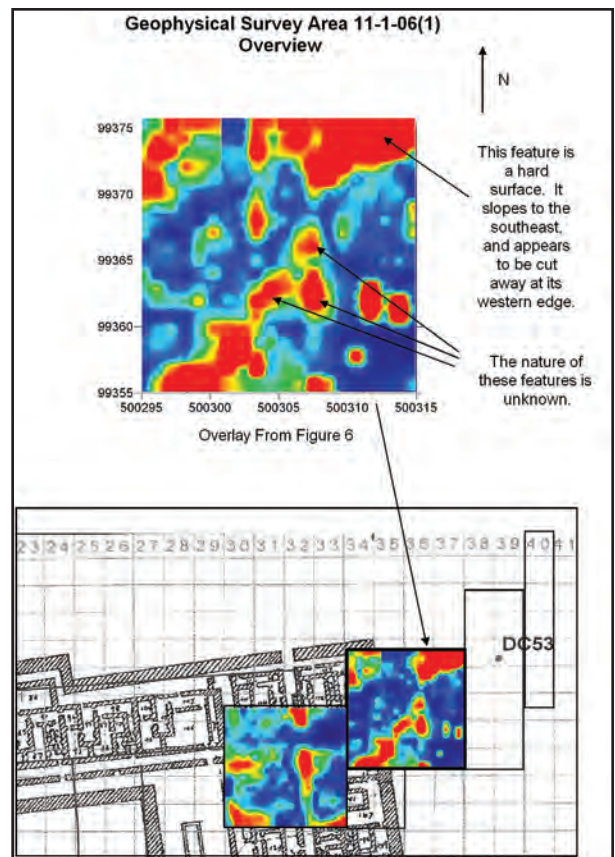 Geophysical Survey Area 11-1-06(1)
Overview
N
99375
99370
99365
99360
99355
500295 500300 500305 500310 500315
Overlay From Figure 6
This feature is
a hard
surface. It
slopes to the
southeast,
and appears
to be cut
away at its
western edge.
The nature of
these features is
unknown.
23 24 25 26 27 28 29 30 31 32 33 34 35 36 37 38 39 40 41
DC53